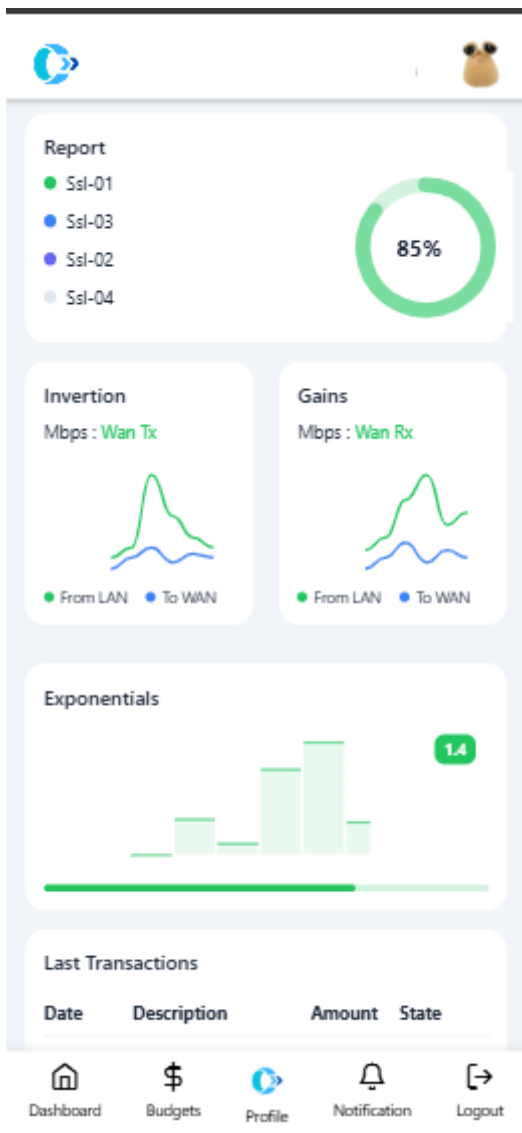 Report
Ssl-01
Ssl-03
Ssl-02
Ssl-04
85%
Invertion
Mbps : Wan Tx
From LAN To WAN
Gains
Mbps : Wan Rx
From LAN To WAN
Exponentials
1.4
Last Transactions
Date Description Amount State
Dashboard Budgets Profile Notification Logout